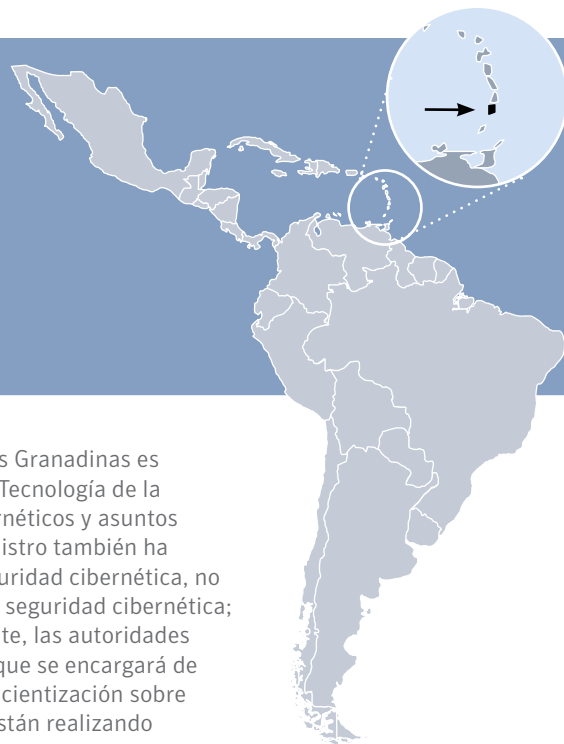 s Granadinas es
Tecnología de la
rnéticos y asuntos
istro también ha
uridad cibernética, no
seguridad cibernética;
te, las autoridades
que se encargará de
scientización sobre
stán realizando